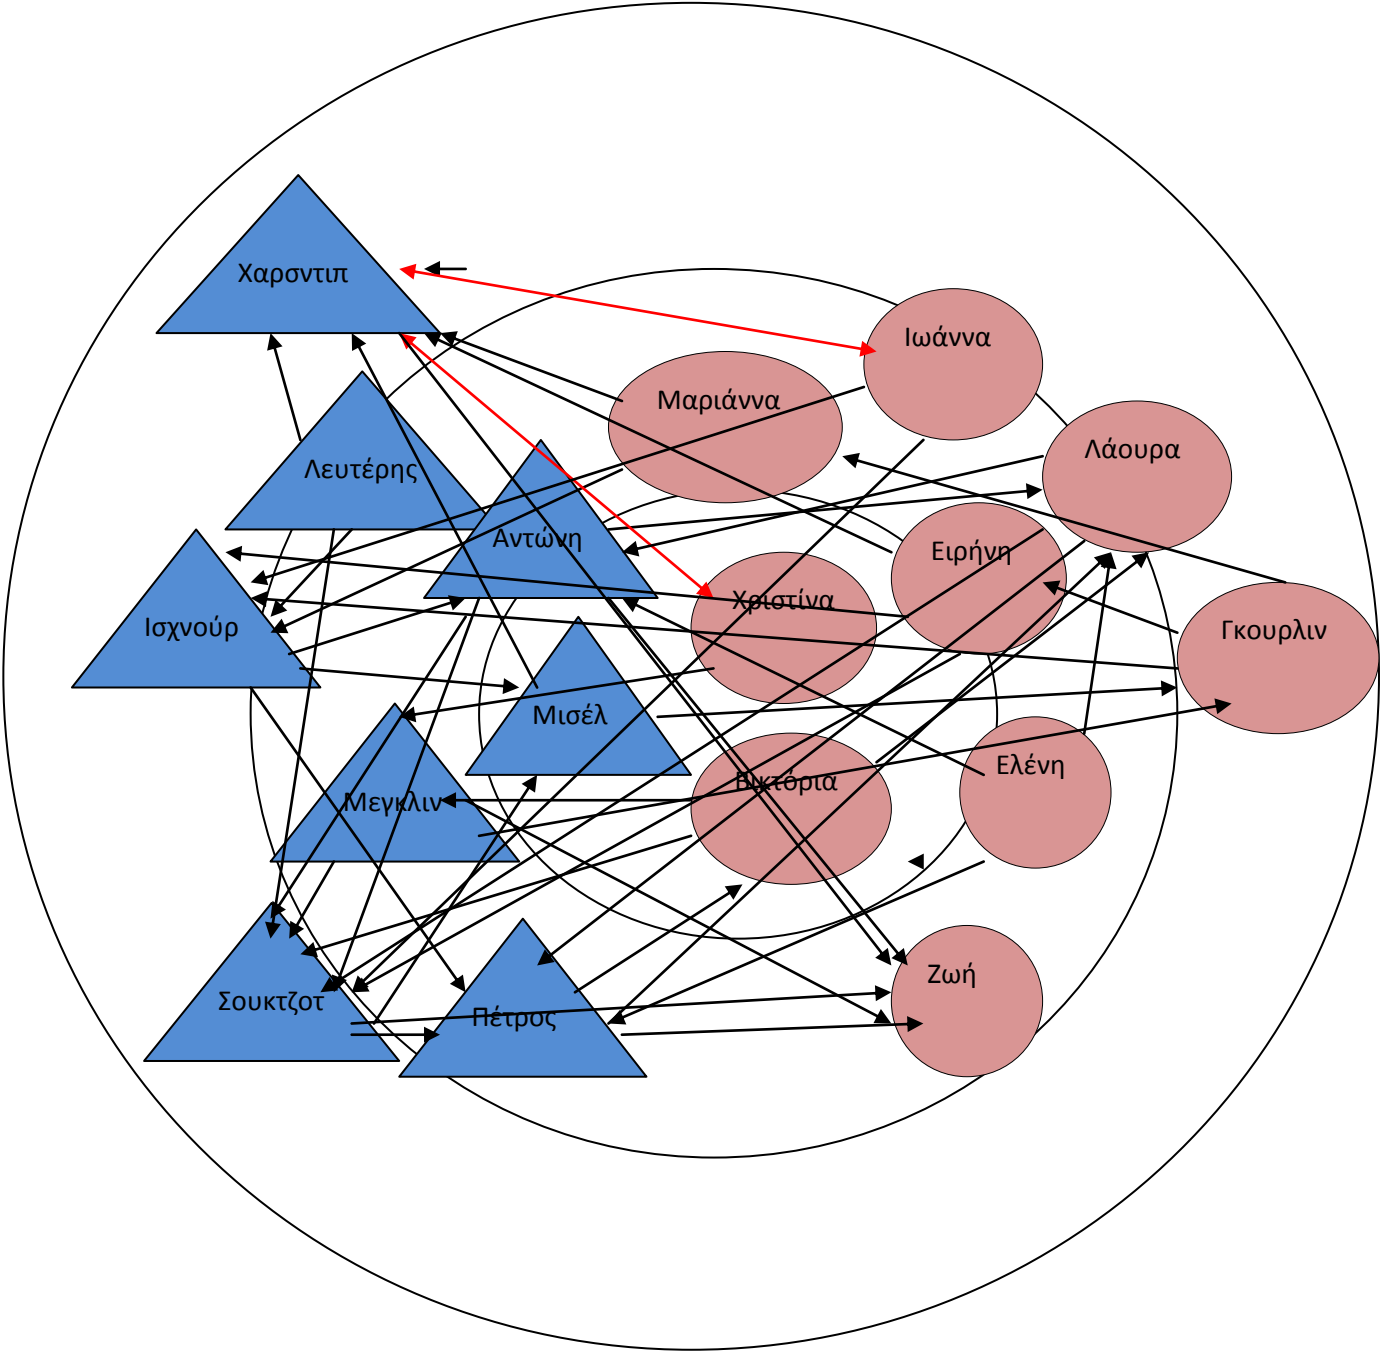 Χαρσντιπ
Ιωάννα
Μαριάννα
Λάουρα
Λευτέρης
Αντώνη
Ειρήνη
Χριστίνα
Ισχνούρ
Γκουρλιν
Μισέλ
Ελένη
Βικτόρια
Μεγκλιν
Ζωή
Σουκτζοτ
Πέτρος